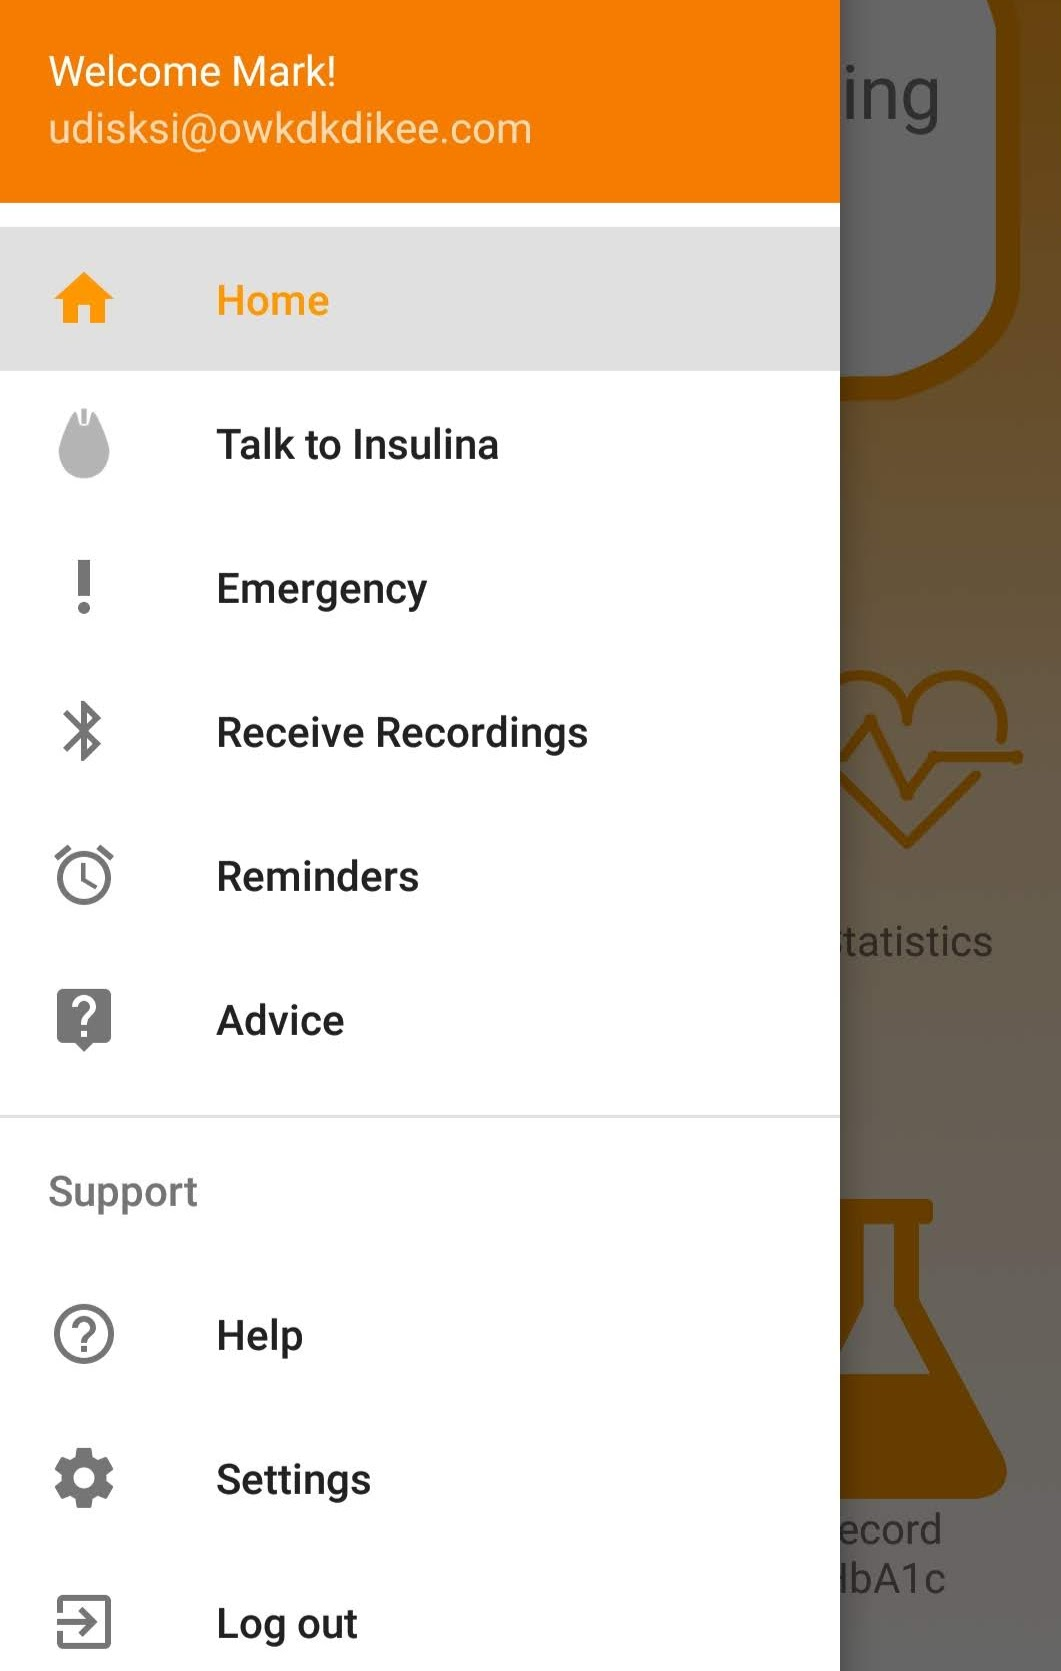 Welcome Mark!
udisksi@owkdkdikee.com
Home
Talk to Insulina
Emergency
Receive Recordings
Reminders
Advice
Support
Help
Settings
Log out
ing
tatistics
ecord
bA1c